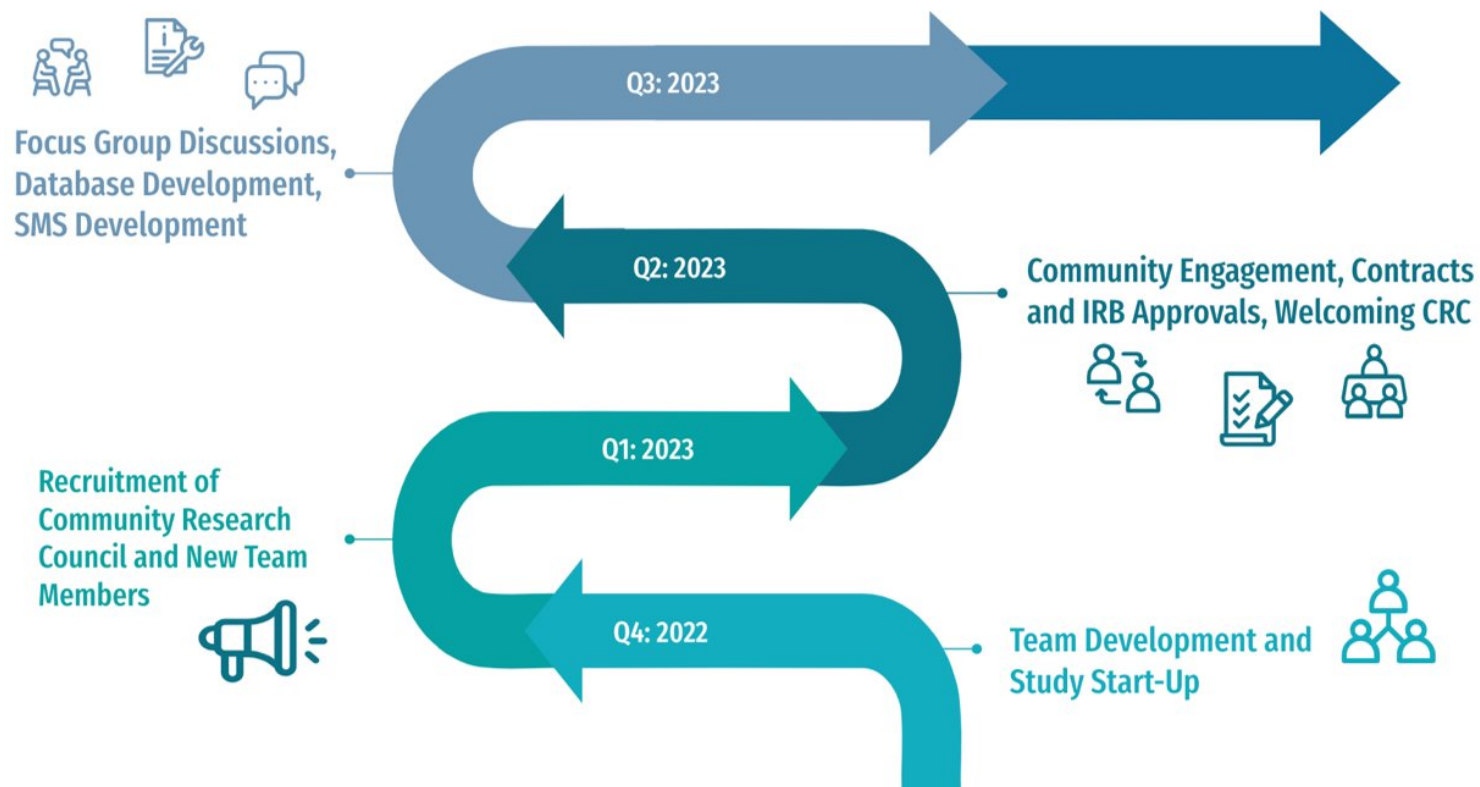 Q3: 2023
Focus Group Discussions,
Database Development,
SMS Development
Q2: 2023
Community Engagement, Contracts
and IRB Approvals, Welcoming CRC
Q1: 2023
Recruitment of
Community Research
Council and New Team
Members
Q4: 2022
Team Development and
Study Start-Up